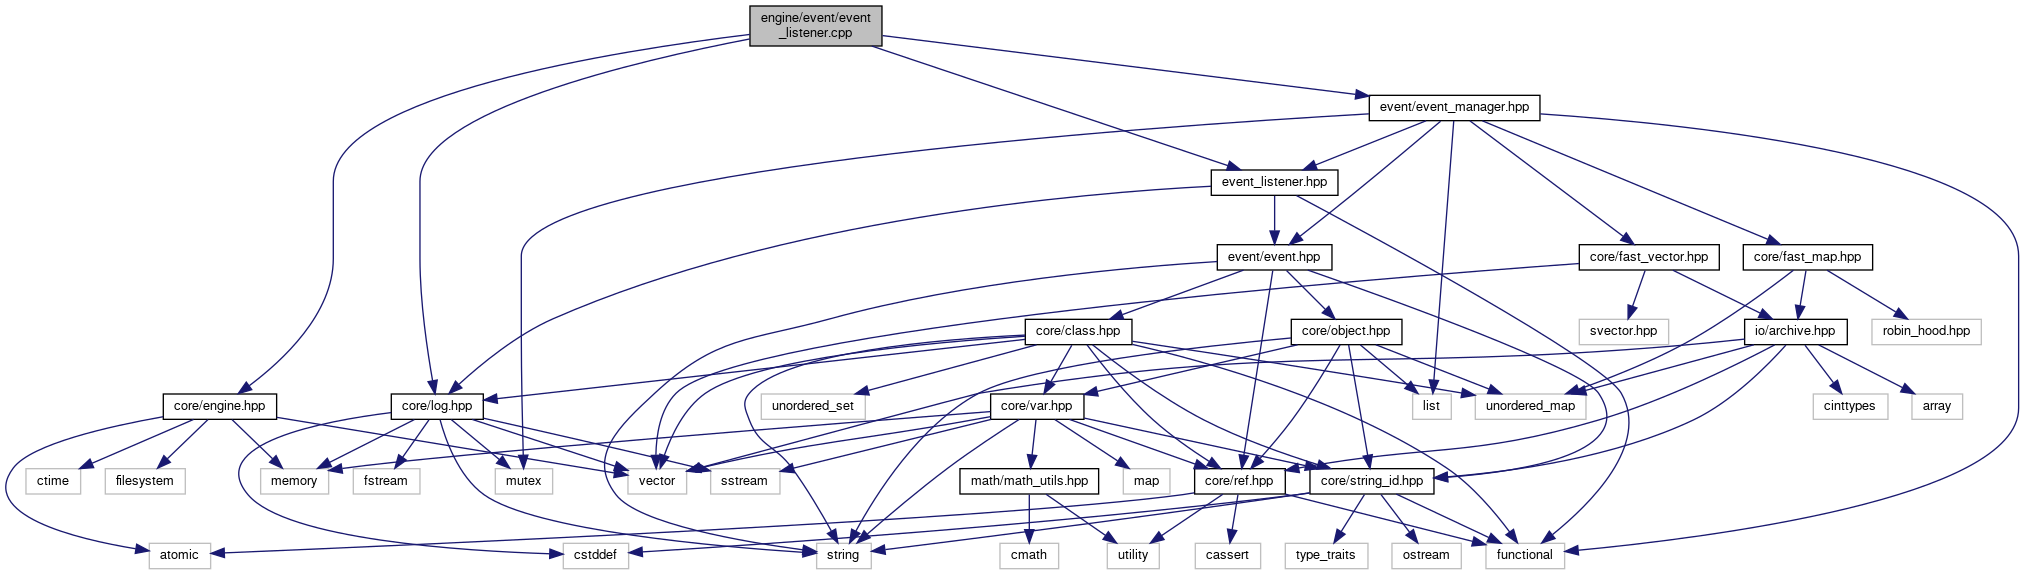 engine/event/event
_listener.cpp
event/event_manager.hpp
event_listener.hpp
event/event.hpp
core/fast_vector.hpp
core/fast_map.hpp
core/class.hpp
core/object.hpp
svector.hpp
io/archive.hpp
robin_hood.hpp
core/engine.hpp
core/log.hpp
unordered_set
core/var.hpp
list
unordered_map
cinttypes
array
ctime
filesystem
memory
fstream
mutex
vector
sstream
math/math_utils.hpp
map
core/ref.hpp
core/string_id.hpp
atomic
cstddef
string
cmath
utility
cassert
type_traits
ostream
functional